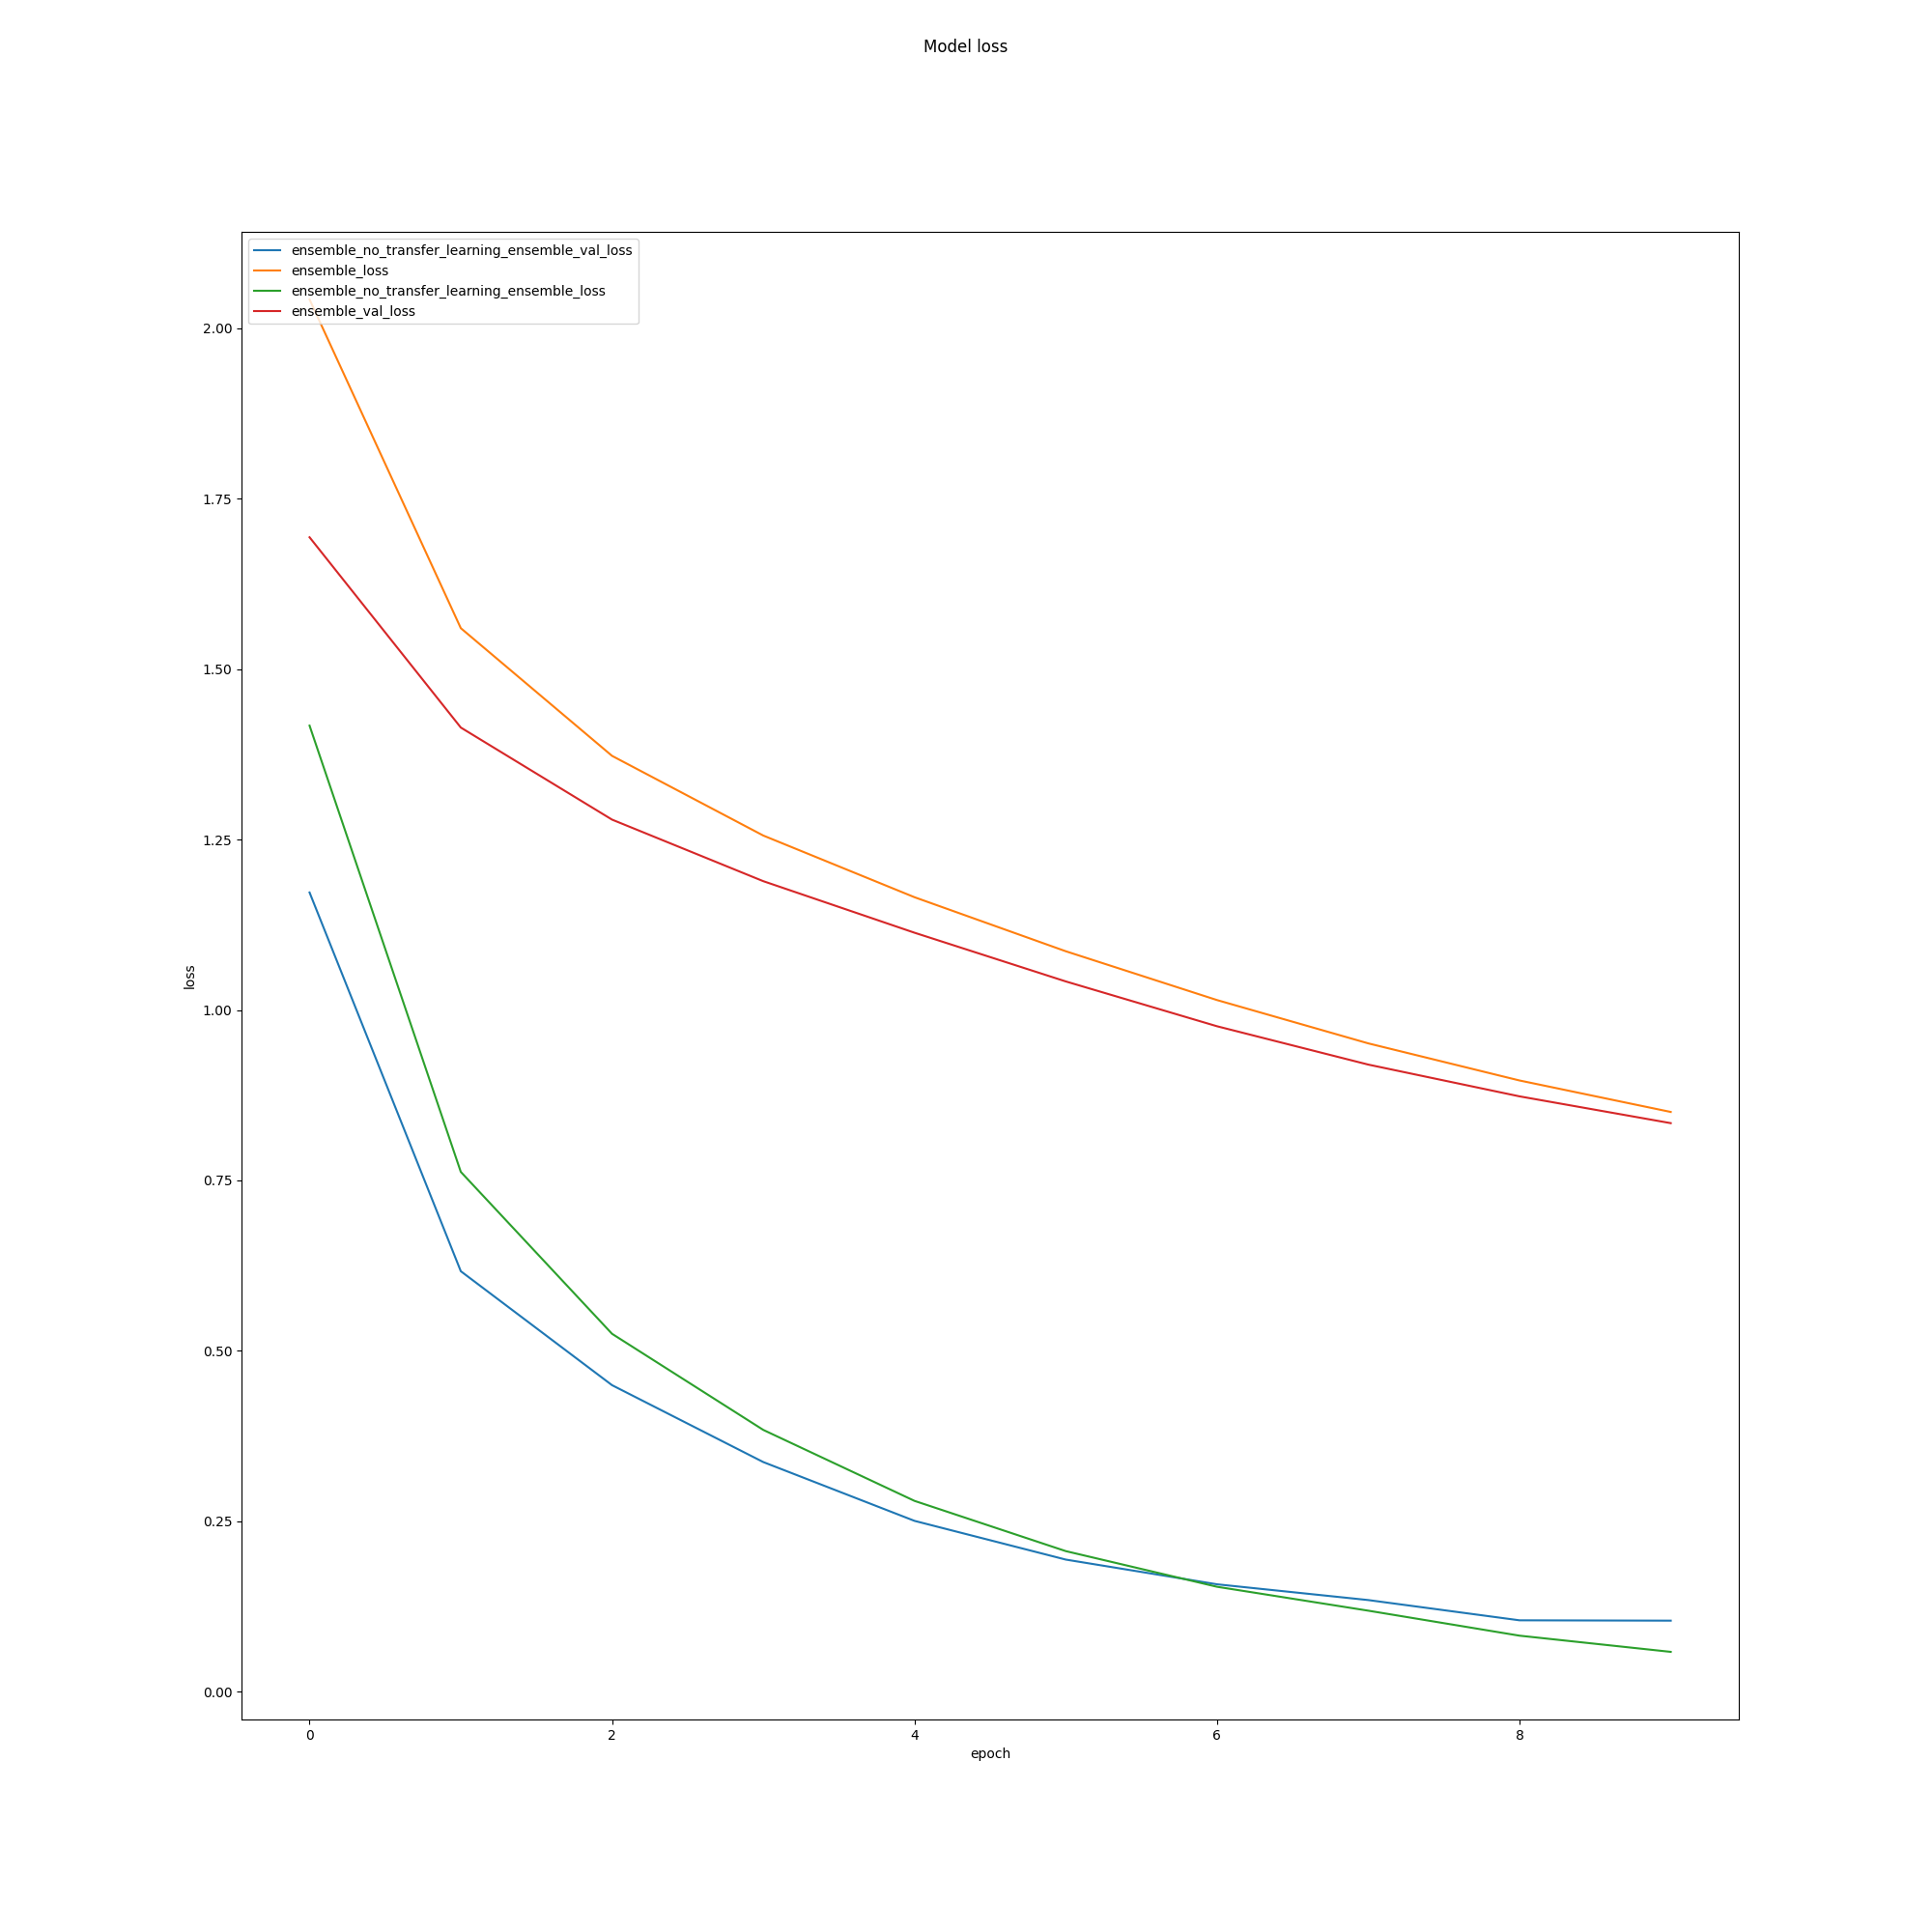 Model loss
ensemble_no_transfer_learning_ensemble_val_loss
ensemble_loss
ensemble_no_transfer_learning_ensemble_loss
ensemble_val_loss
2.00
1.75
1.50
1.25
1.00
0.75
0.50
0.25
0.00
loss
0 2 4 6 8
epoch